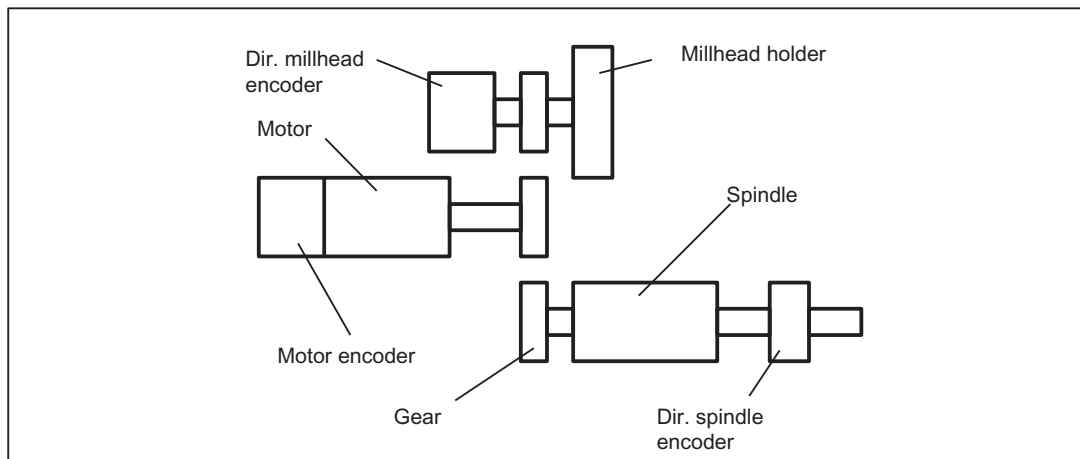 Dir. millhead
encoder
Millhead holder
Motor
Spindle
Motor encoder
Gear
Dir. spindle
encoder